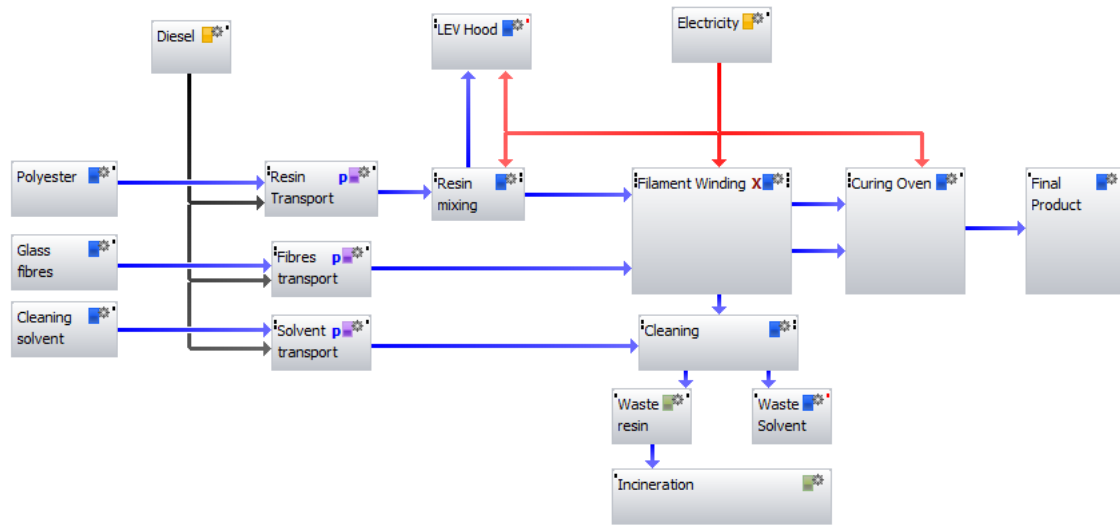 Diesel
LEV Hood
Electricity
Polyester
Resin p
Transport
Resin
mixing
Filament Winding X
Curing Oven
Final
Product
Glass
fibres
Fibres p
transport
Cleaning
solvent
Solvent p
transport
Cleaning
Waste
resin
Waste
Solvent
Incineration